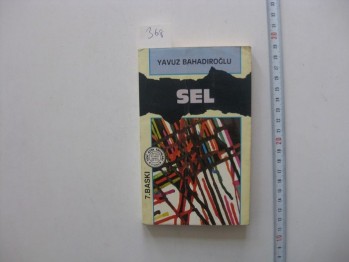 368
YAVUZ BAHADIROĞLU
SEL
7.BASKI